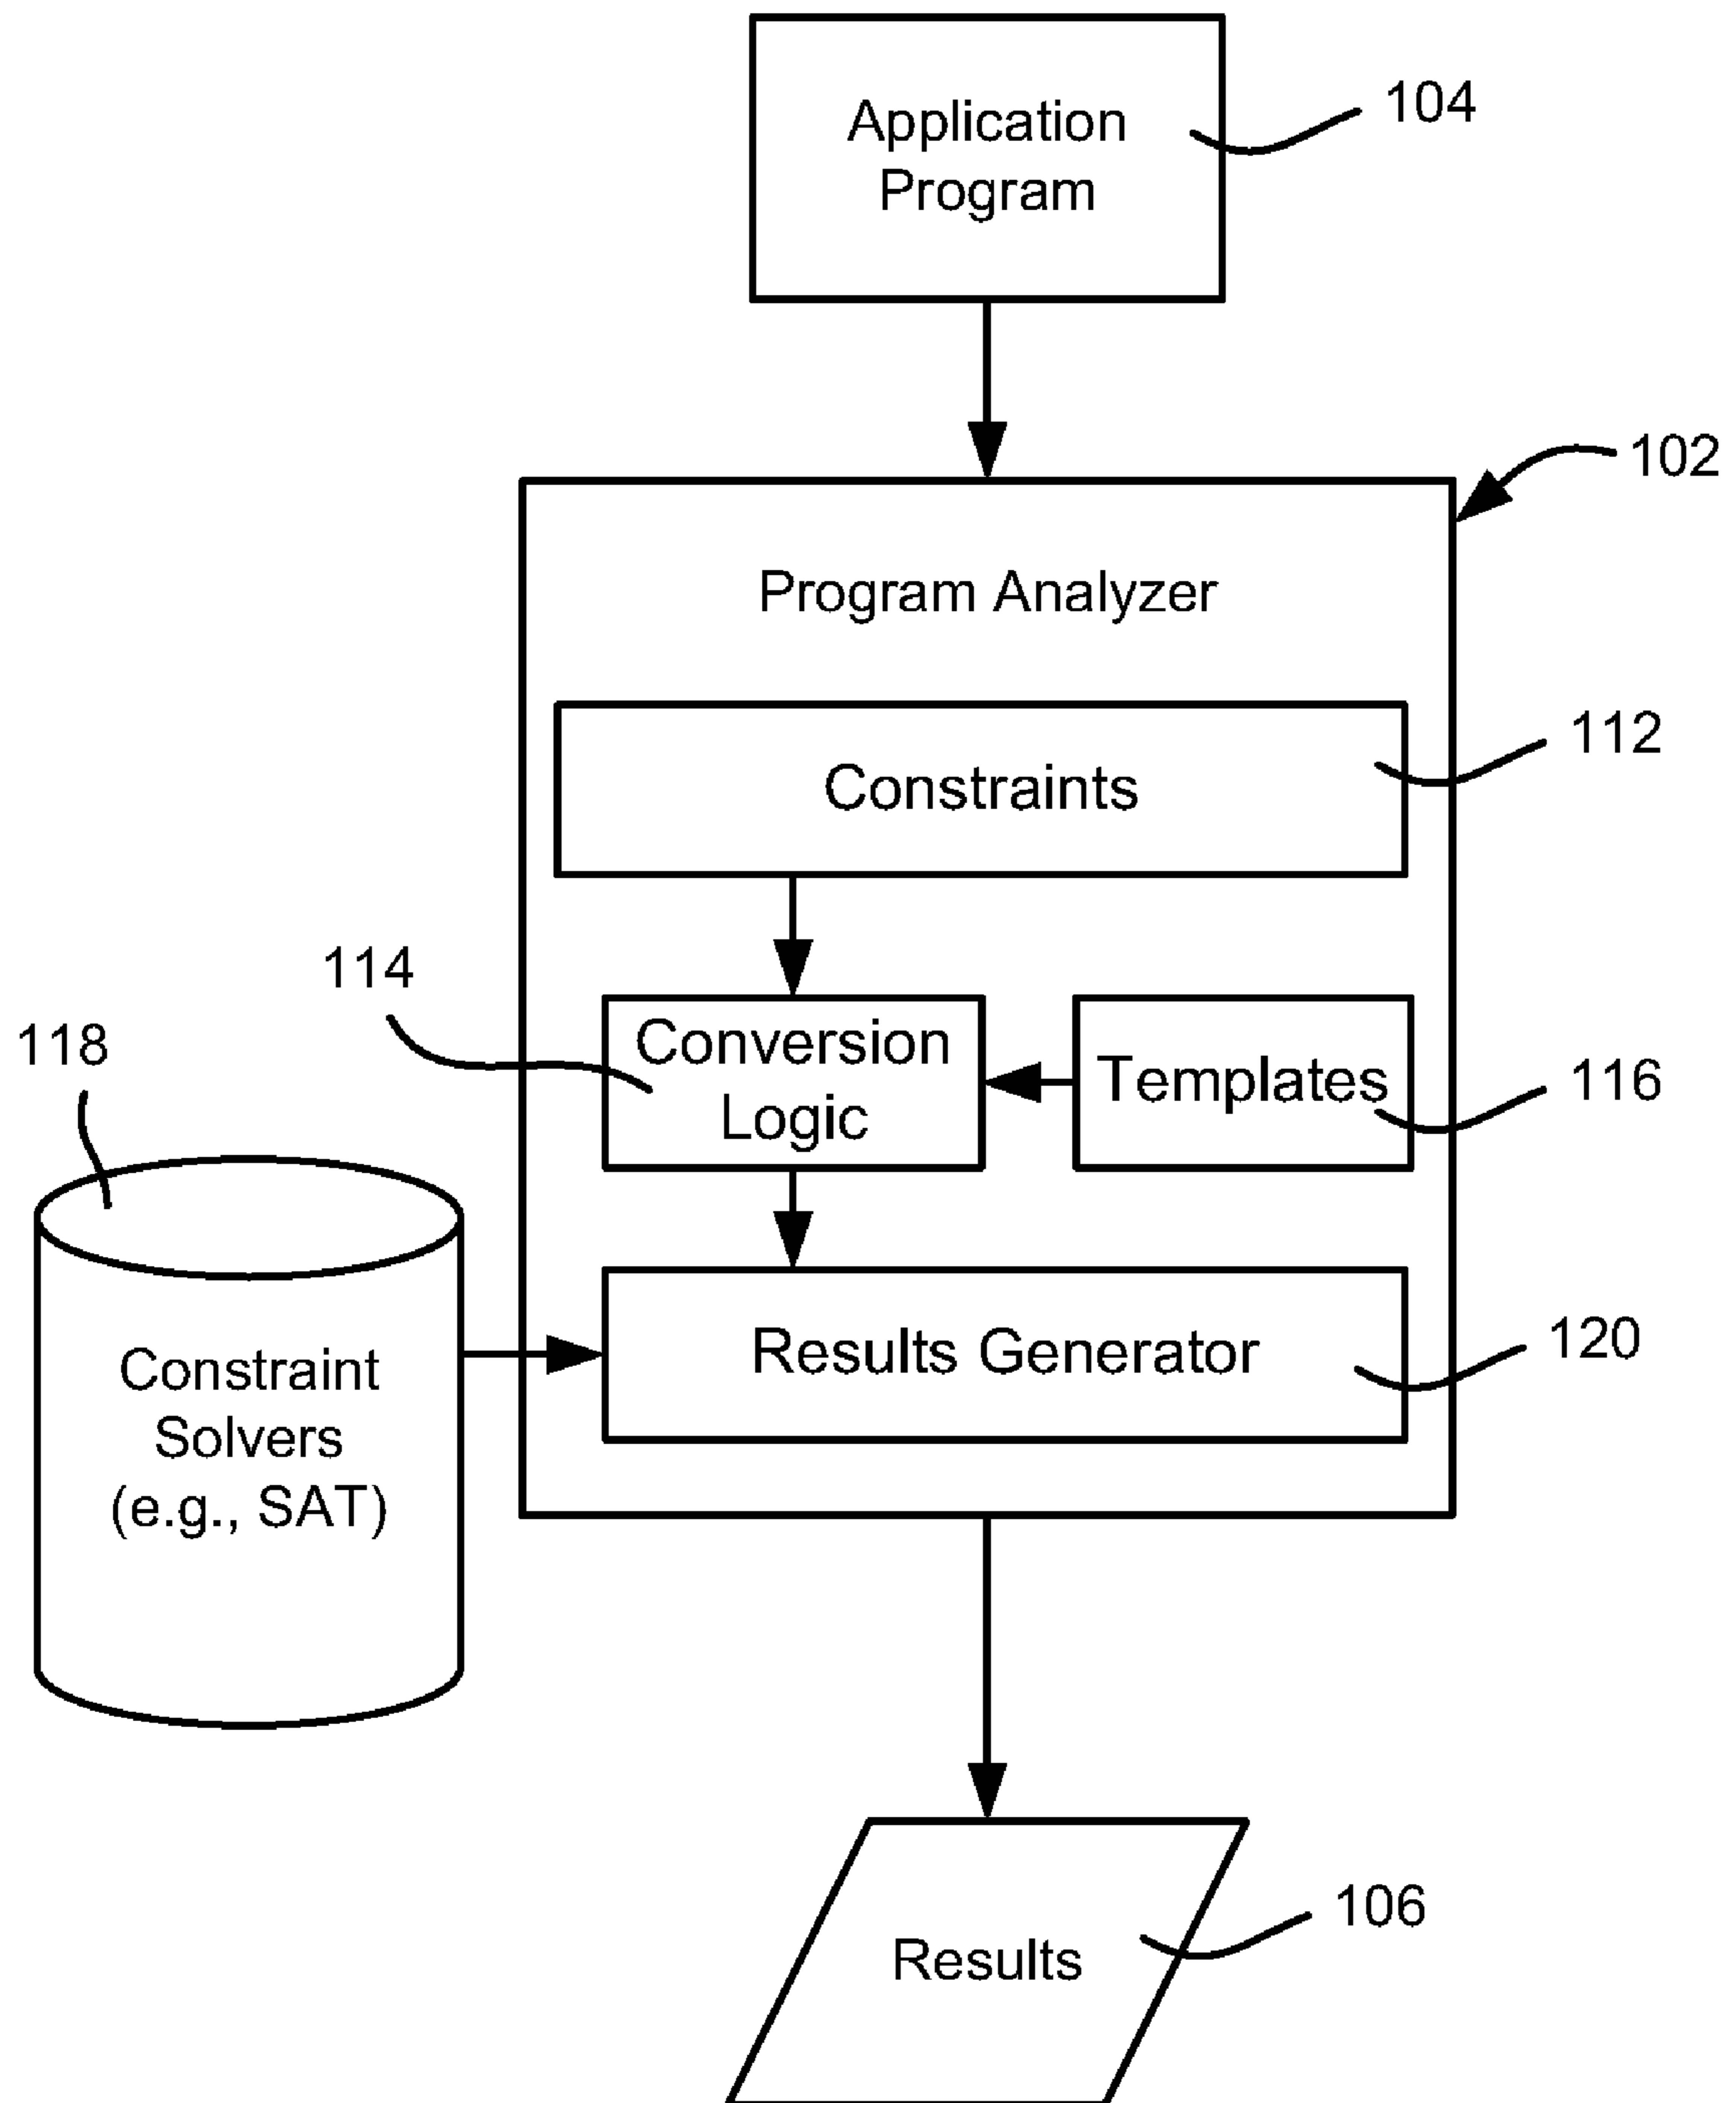 Application
Program
104
102
Program Analyzer
112
Constraints
114
Conversion
Logic
Templates
116
118
Results Generator
120
Constraint
Solvers
(e.g., SAT)
Results
106